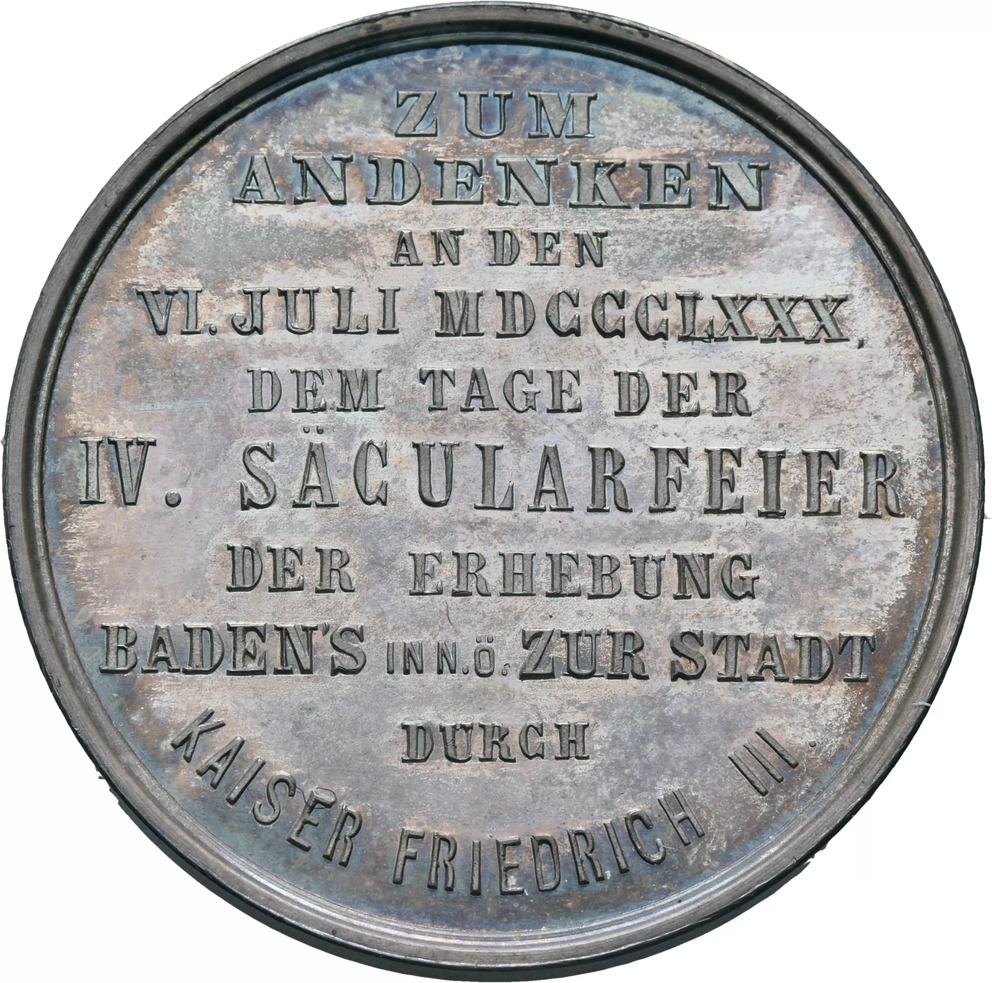 ZUM
ANDENKEN
AN DEN
VI. JULI MDCCCLXXX,
DEM TAGE DER
IV. SÄCULARFEIER
DER ERHEBUNG
BADEN'S IN N.Ö. ZUR STADT
DURCH
KAISER FRIEDRICH III.